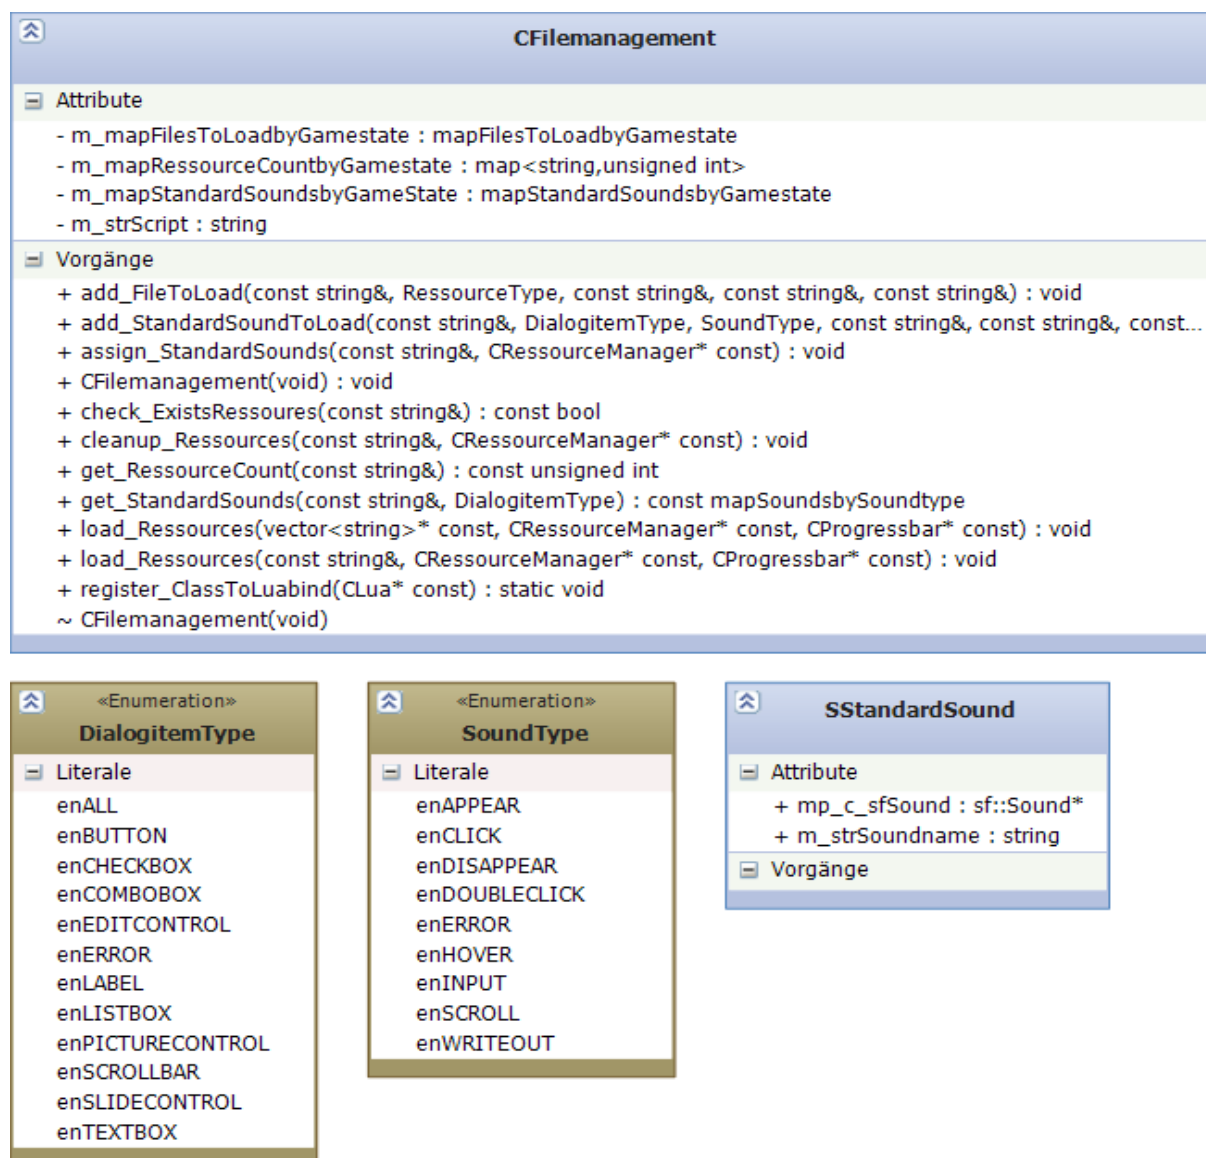 CFilemanagement
Attribute
- m_mapFilesToLoadbyGamestate : mapFilesToLoadbyGamestate
- m_mapRessourceCountbyGamestate : map<string,unsigned int>
- m_mapStandardSoundsbyGameState : mapStandardSoundsbyGamestate
- m_strScript : string
Vorgänge
+ add_FileToLoad(const string&, RessourceType, const string&, const string&, const string&) : void
+ add_StandardSoundToLoad(const string&, DialogitemType, SoundType, const string&, const string&, const...
+ assign_StandardSounds(const string&, CRessourceManager* const) : void
+ CFilemanagement(void) : void
+ check_ExistsRessoures(const string&) : const bool
+ cleanup_Ressources(const string&, CRessourceManager* const) : void
+ get_RessourceCount(const string&) : const unsigned int
+ get_StandardSounds(const string&, DialogitemType) : const mapSoundsbySoundtype
+ load_Ressources(vector<string>* const, CRessourceManager* const, CProgressbar* const) : void
+ load_Ressources(const string&, CRessourceManager* const, CProgressbar* const) : void
+ register_ClassToLuabind(CLua* const) : static void
~ CFilemanagement(void)
«Enumeration»
DialogitemType
Literale
enALL
enBUTTON
enCHECKBOX
enCOMBOBOX
enEDITCONTROL
enERROR
enLABEL
enLISTBOX
enPICTURECONTROL
enSCROLLBAR
enSLIDECONTROL
enTEXTBOX
«Enumeration»
SoundType
Literale
enAPPEAR
enCLICK
enDISAPPEAR
enDOUBLECLICK
enERROR
enHOVER
enINPUT
enSCROLL
enWRITEOUT
SStandardSound
Attribute
+ mp_c_sfSound : sf::Sound*
+ m_strSoundname : string
Vorgänge